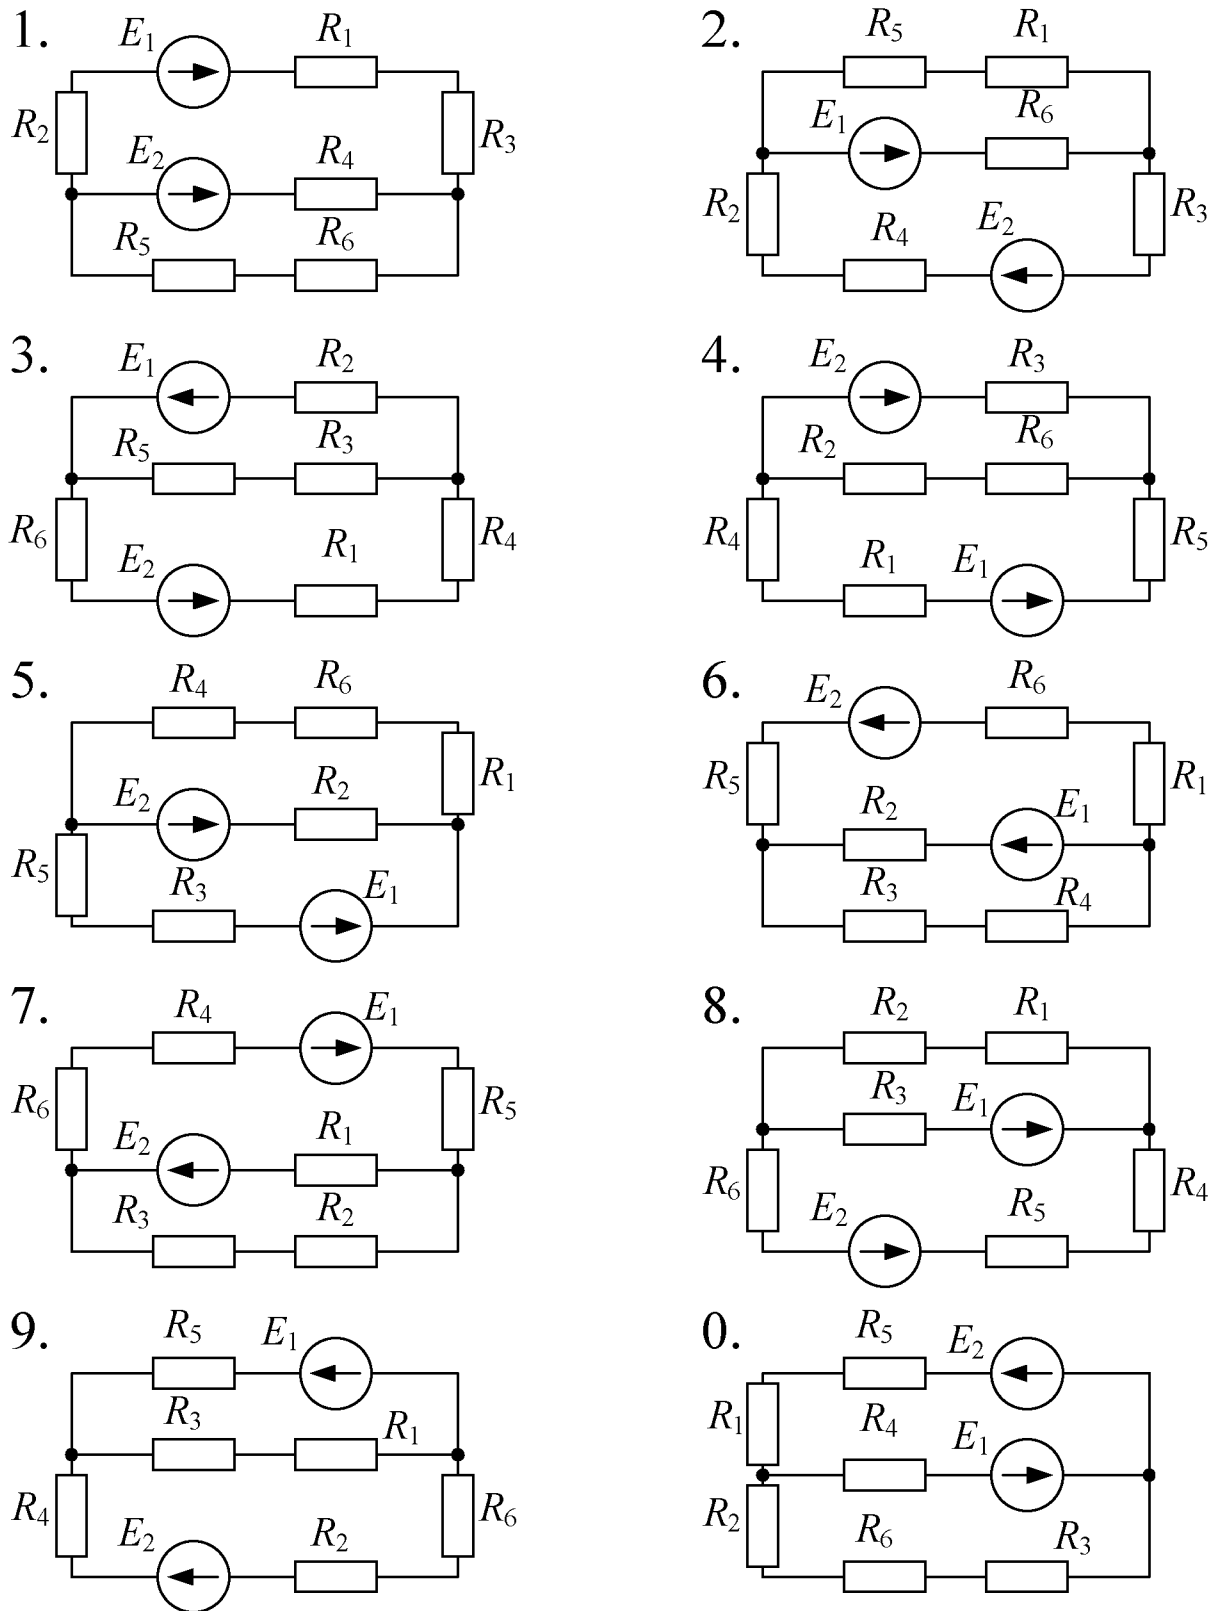 1.
E₁ R₁
R₂ R₃
E₂ R₄
R₅ R₆
2.
R₅ R₁
E₁ R₆
R₂ R₃
R₄ E₂
3.
E₁ R₂
R₅ R₃
R₆ R₄
E₂ R₁
4.
E₂ R₃
R₂ R₆
R₄ R₅
R₁ E₁
5.
R₄ R₆
R₁
E₂ R₂
R₅
R₃ E₁
6.
E₂ R₆
R₅ R₁
R₂ E₁
R₃ R₄
7.
R₄ E₁
R₆ R₅
E₂ R₁
R₃ R₂
8.
R₂ R₁
R₃ E₁
R₆ R₄
E₂ R₅
9.
R₅ E₁
R₃ R₁
R₄ R₆
E₂ R₂
0.
R₅ E₂
R₁
R₄ E₁
R₂
R₆ R₃